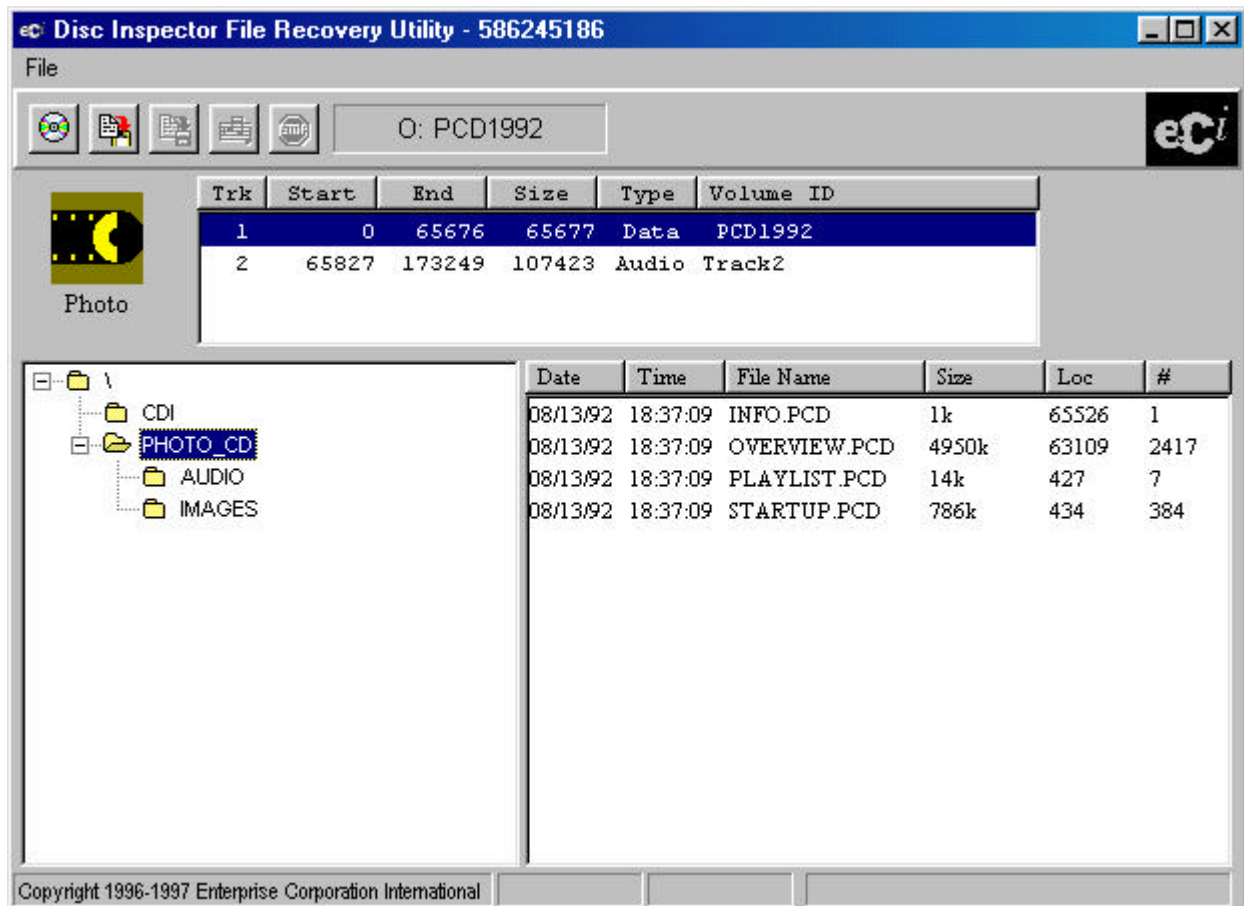 eCi Disc Inspector File Recovery Utility - 586245186
File
O: PCD1992
eCi
Trk Start End Size Type Volume ID
1 0 65676 65677 Data PCD1992
2 65827 173249 107423 Audio Track2
Photo
\
CDI
PHOTO_CD
AUDIO
IMAGES
Date Time File Name Size Loc #
08/13/92 18:37:09 INFO.PCD 1k 65526 1
08/13/92 18:37:09 OVERVIEW.PCD 4950k 63109 2417
08/13/92 18:37:09 PLAYLIST.PCD 14k 427 7
08/13/92 18:37:09 STARTUP.PCD 786k 434 384
Copyright 1996-1997 Enterprise Corporation International